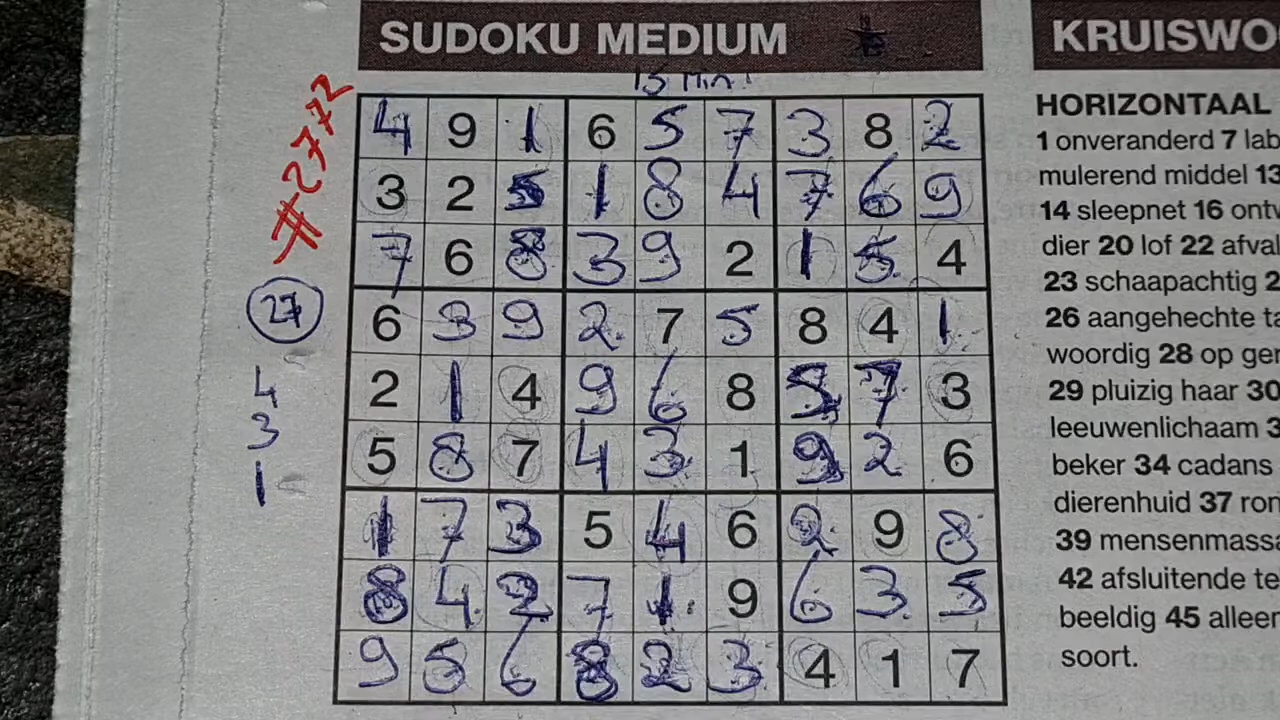 SUDOKU MEDIUM
KRUISWO
15 Min!
#2772
4 9 1 6 5 7 3 8 2
3 2 5 1 8 4 7 6 9
7 6 8 3 9 2 1 5 4
6 3 9 2 7 5 8 4 1
2 1 4 9 6 8 5 7 3
5 8 7 4 3 1 9 2 6
1 7 3 5 4 6 2 9 8
8 4 2 7 1 9 6 3 5
9 5 6 8 2 3 4 1 7
27
4
3
1
HORIZONTAAL
1 onveranderd 7 lab
mulerend middel 13
14 sleepnet 16 ontv
dier 20 lof 22 afval
23 schaapachtig 2
26 aangehechte ta
woordig 28 op ger
29 pluizig haar 30
leeuwenlichaam 3
beker 34 cadans
dierenhuid 37 ron
39 mensenmassa
42 afsluitende te
beeldig 45 alleer
soort.